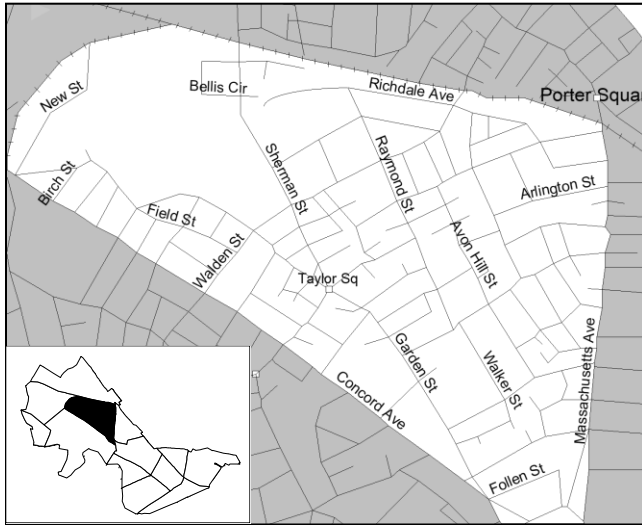 New St
Bellis Cir
Richdale Ave
Porter Squar
Birch St
Sherman St
Raymond St
Arlington St
Field St
Walden St
Avon Hill St
Taylor Sq
Garden St
Walker St
Concord Ave
Massachusetts Ave
Follen St